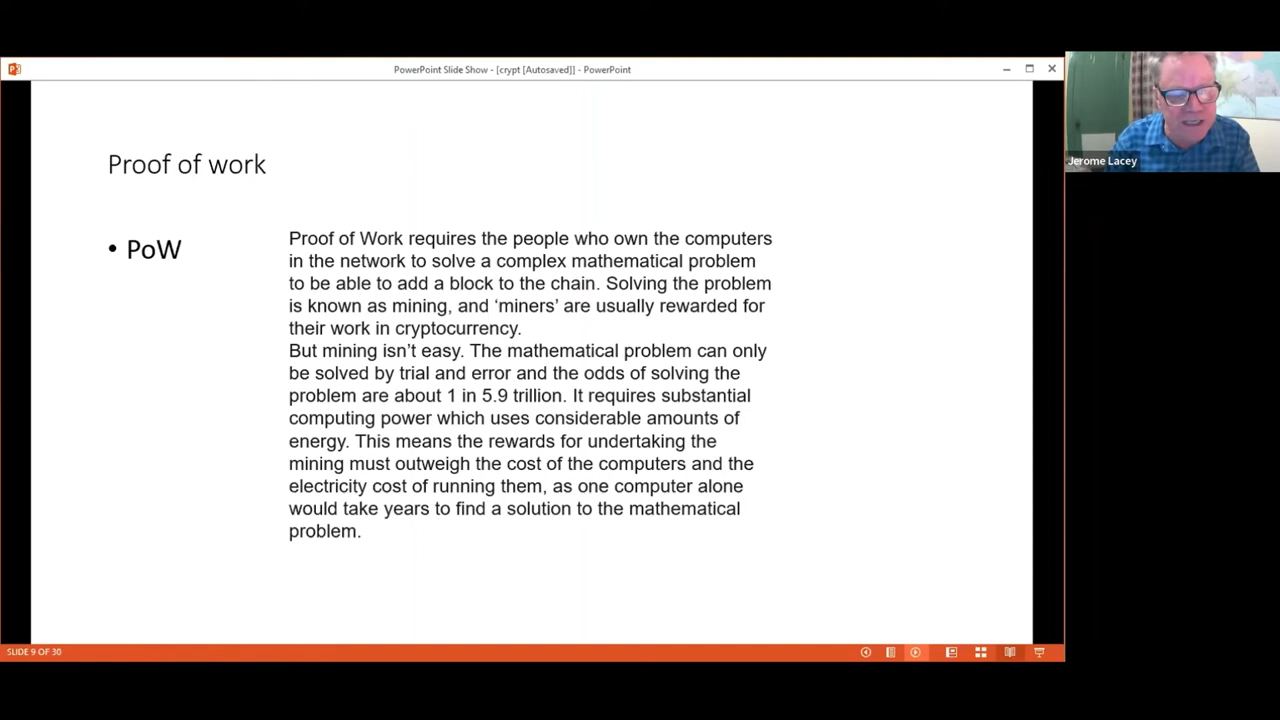 PowerPoint Slide Show - [crypt [Autosaved]] - PowerPoint
Jerome Lacey
Proof of work
• PoW
Proof of Work requires the people who own the computers
in the network to solve a complex mathematical problem
to be able to add a block to the chain. Solving the problem
is known as mining, and ‘miners’ are usually rewarded for
their work in cryptocurrency.
But mining isn’t easy. The mathematical problem can only
be solved by trial and error and the odds of solving the
problem are about 1 in 5.9 trillion. It requires substantial
computing power which uses considerable amounts of
energy. This means the rewards for undertaking the
mining must outweigh the cost of the computers and the
electricity cost of running them, as one computer alone
would take years to find a solution to the mathematical
problem.
SLIDE 9 OF 30